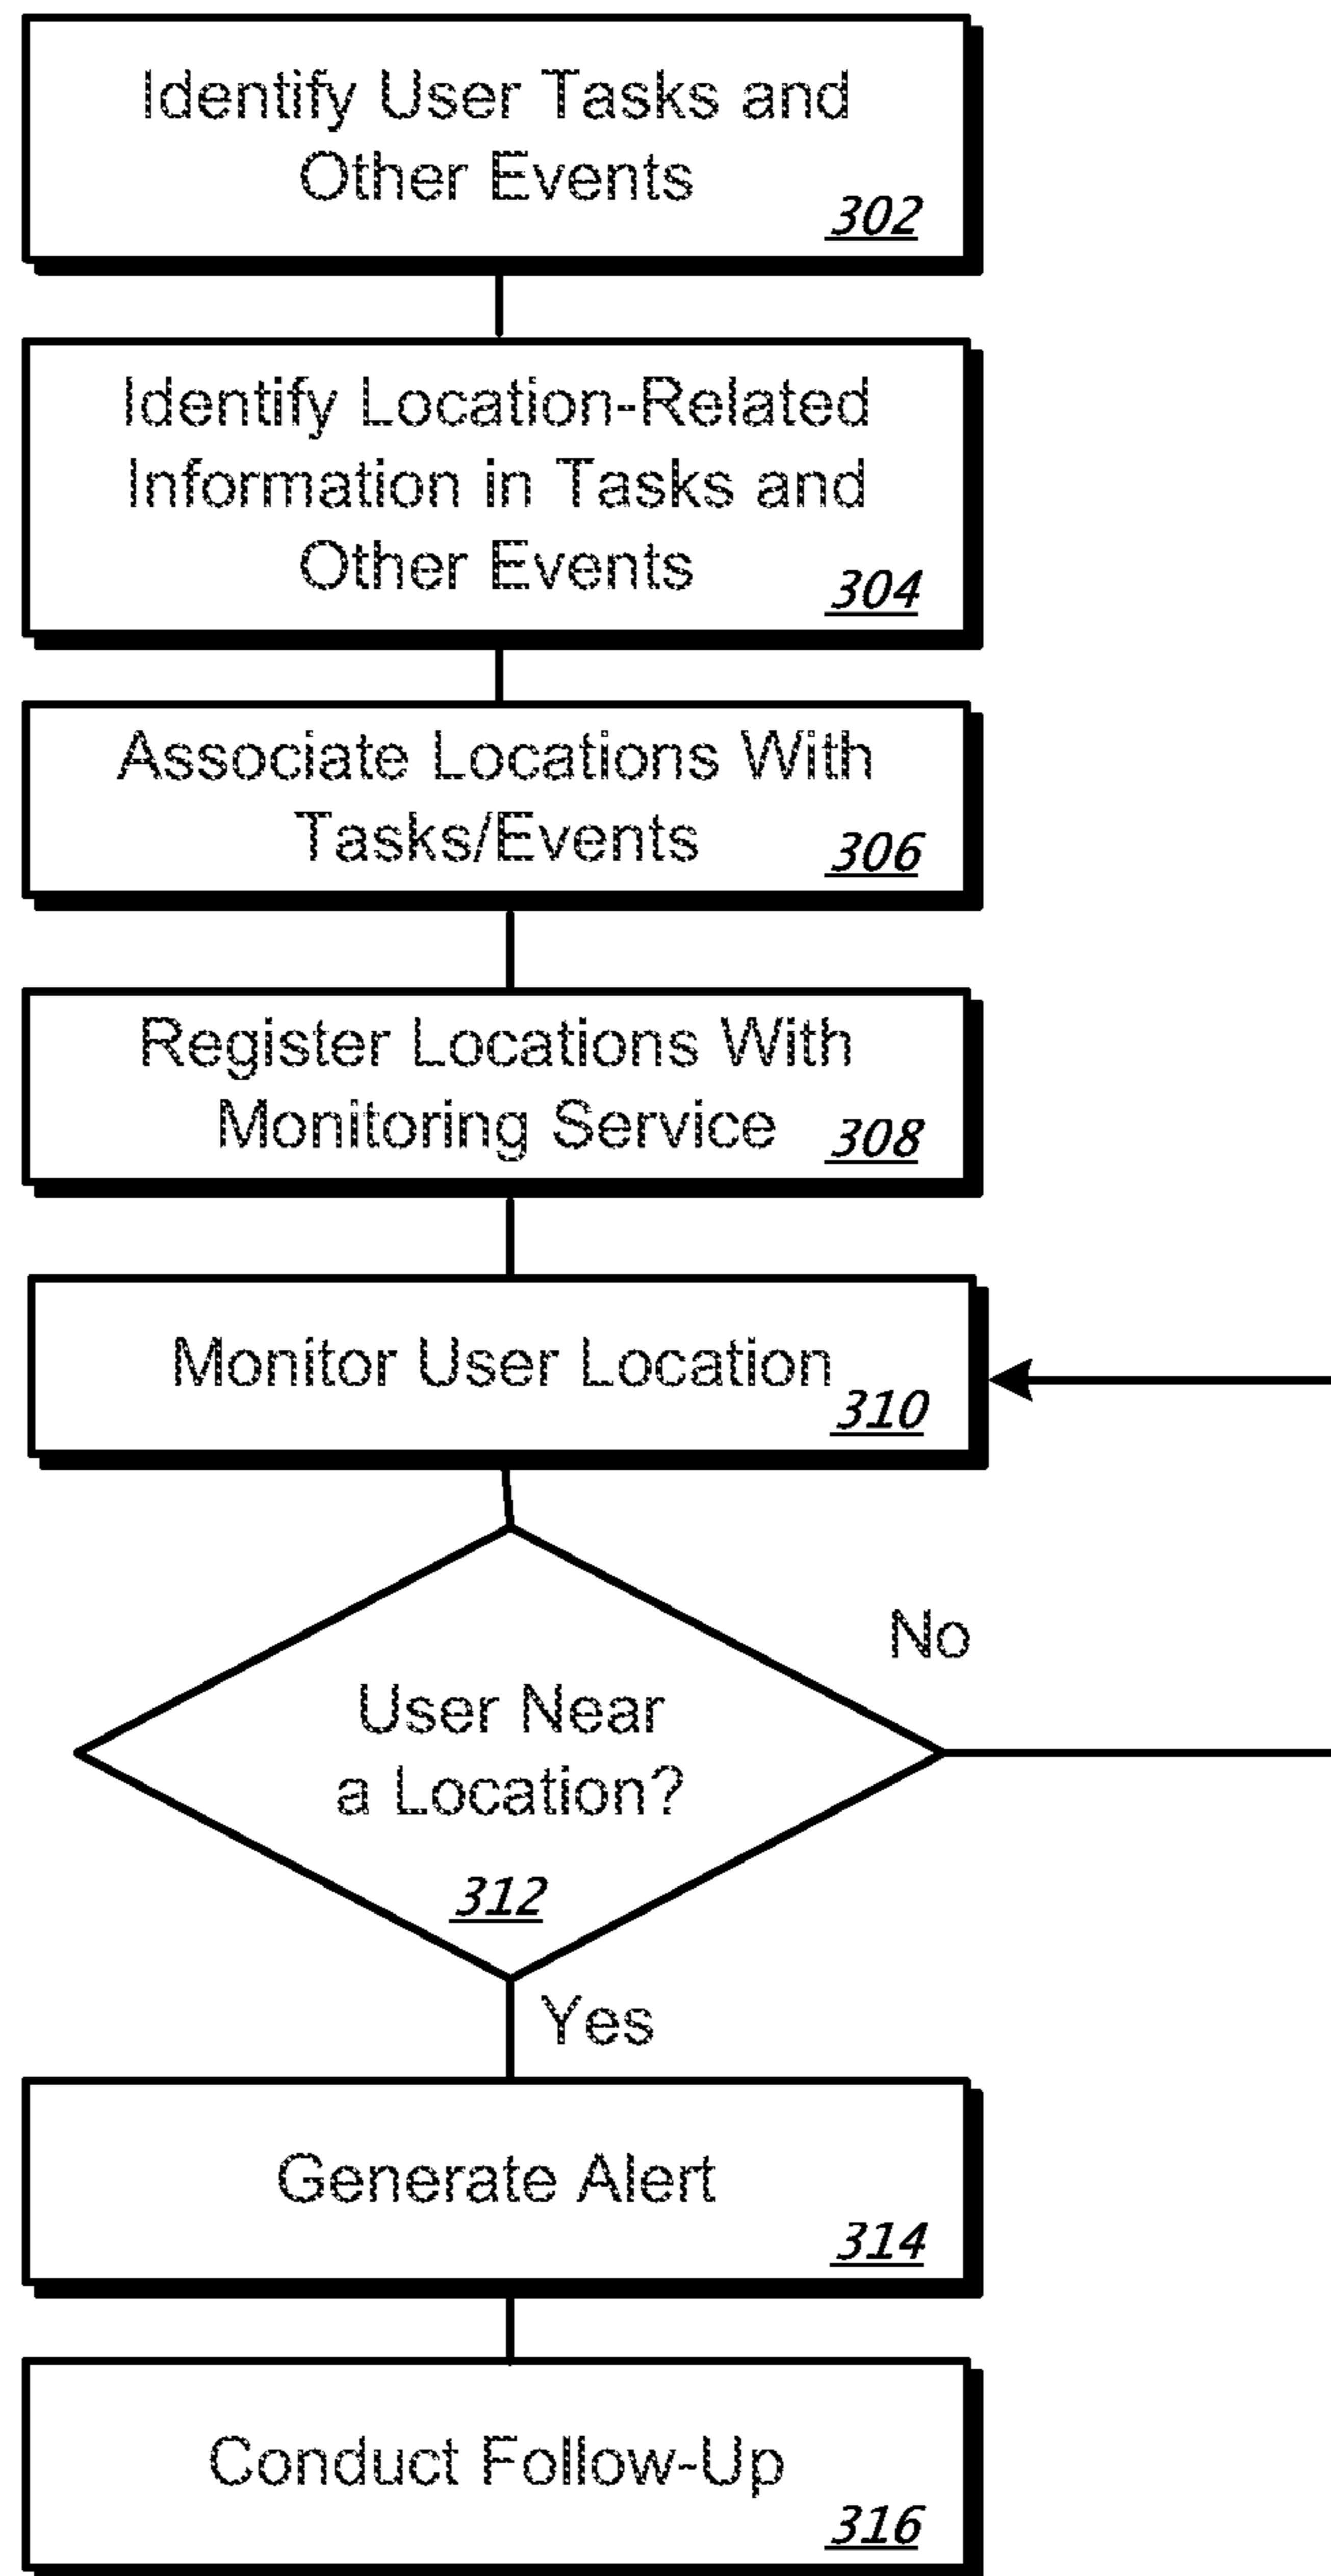 Identify User Tasks and
Other Events
302
Identify Location-Related
Information in Tasks and
Other Events
304
Associate Locations With
Tasks/Events
306
Register Locations With
Monitoring Service
308
Monitor User Location
310
No
User Near
a Location?
312
Yes
Generate Alert
314
Conduct Follow-Up
316